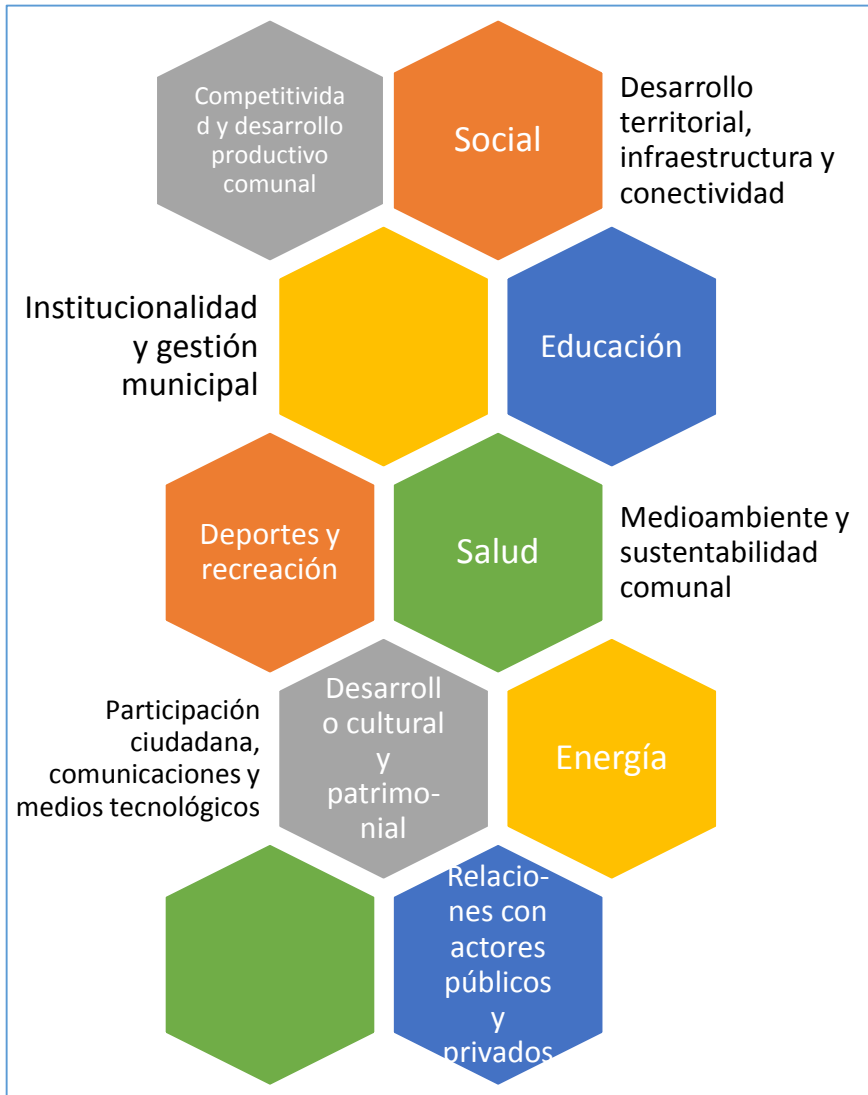 Competitivida
d y desarrollo
productivo
comunal
Social
Desarrollo
territorial,
infraestructura y
conectividad
Institucionalidad
y gestión
municipal
Educación
Deportes y
recreación
Salud
Medioambiente y
sustentabilidad
comunal
Participación
ciudadana,
comunicaciones y
medios tecnológicos
Desarroll
o cultural
y
patrimo-
nial
Energía
Relacio-
nes con
actores
públicos
y
privados